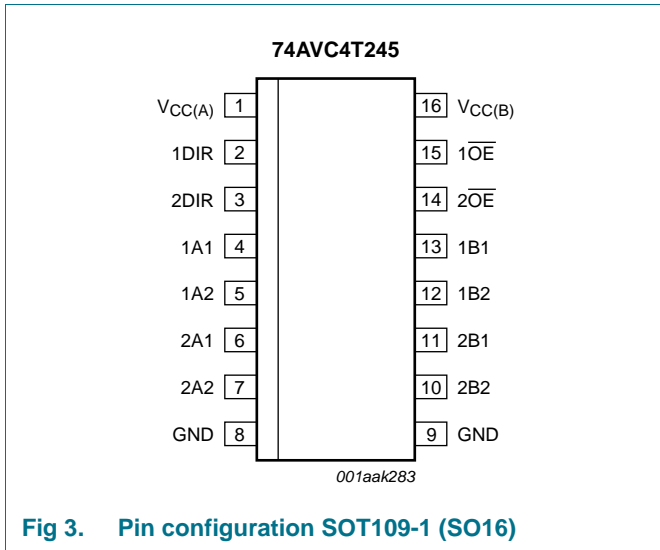 74AVC4T245
VCC(A) 1 16 VCC(B)
1DIR 2 15 1O̅E̅
2DIR 3 14 2O̅E̅
1A1 4 13 1B1
1A2 5 12 1B2
2A1 6 11 2B1
2A2 7 10 2B2
GND 8 9 GND
001aak283
Fig 3. Pin configuration SOT109-1 (SO16)